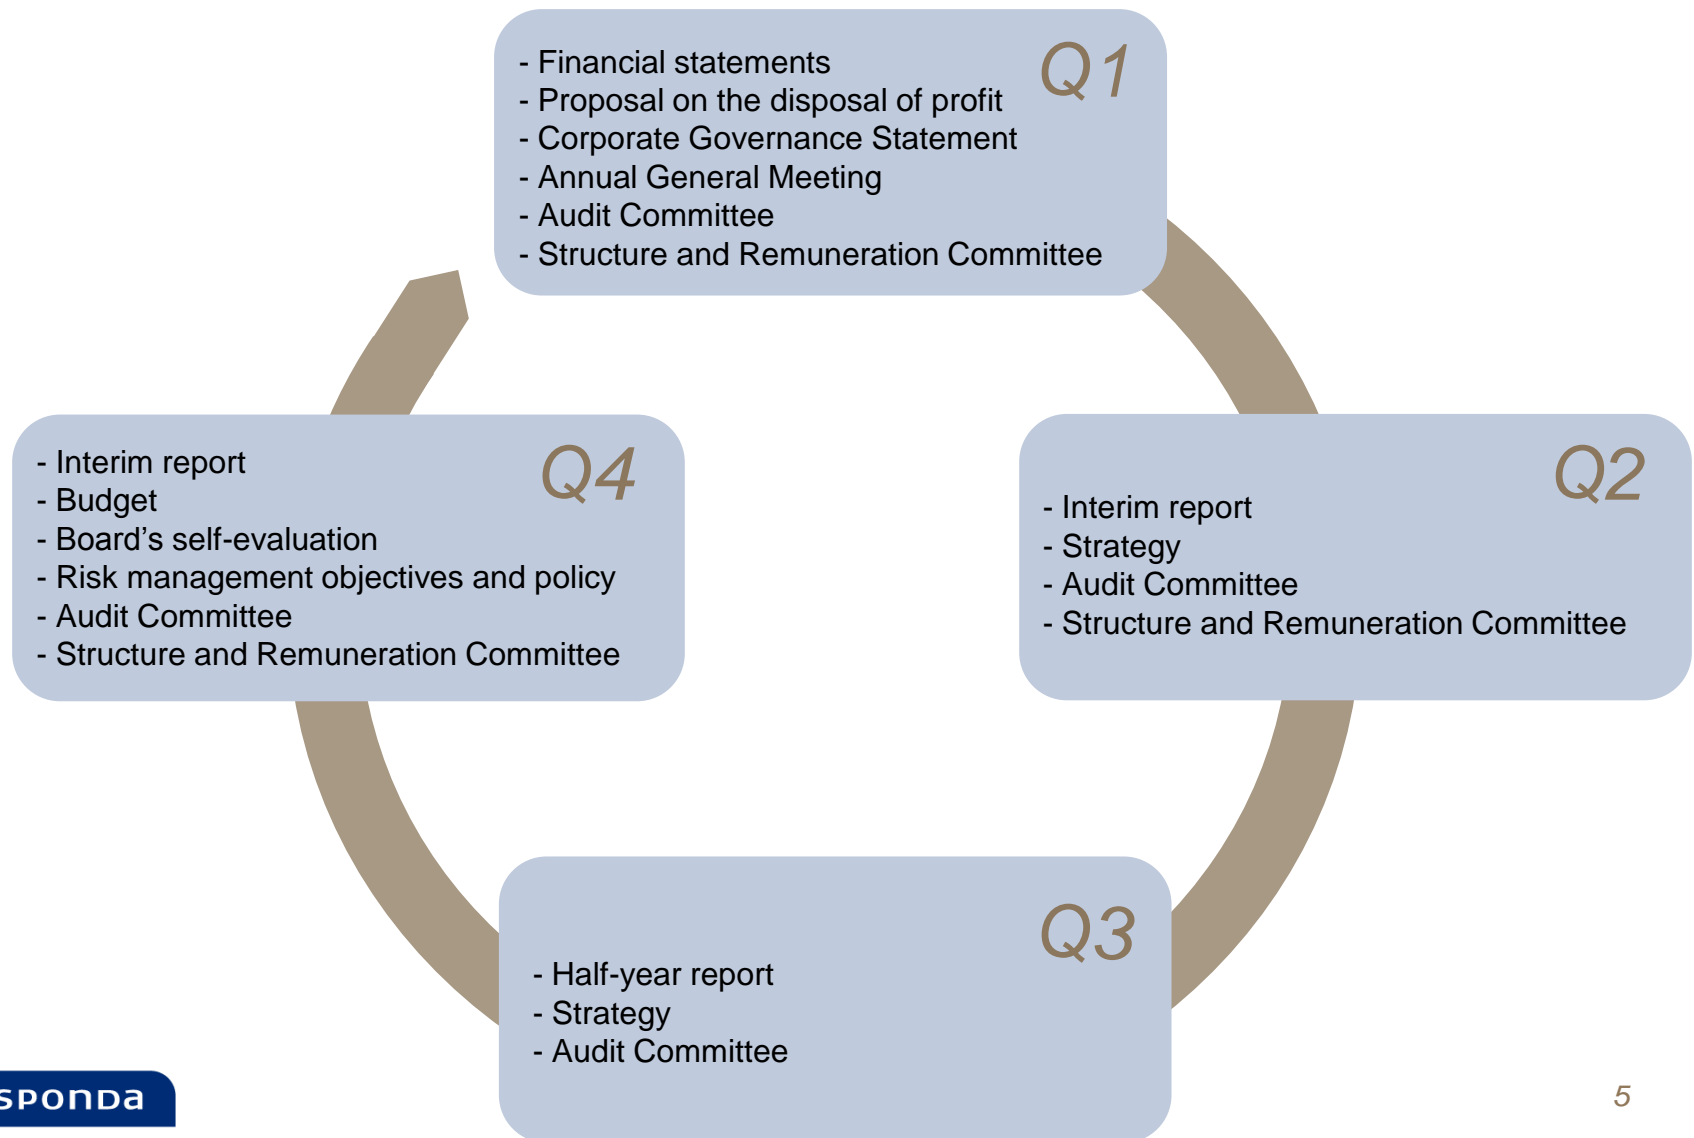 Q1
- Financial statements
- Proposal on the disposal of profit
- Corporate Governance Statement
- Annual General Meeting
- Audit Committee
- Structure and Remuneration Committee
Q2
- Interim report
- Strategy
- Audit Committee
- Structure and Remuneration Committee
Q3
- Half-year report
- Strategy
- Audit Committee
Q4
- Interim report
- Budget
- Board’s self-evaluation
- Risk management objectives and policy
- Audit Committee
- Structure and Remuneration Committee
sponda
5